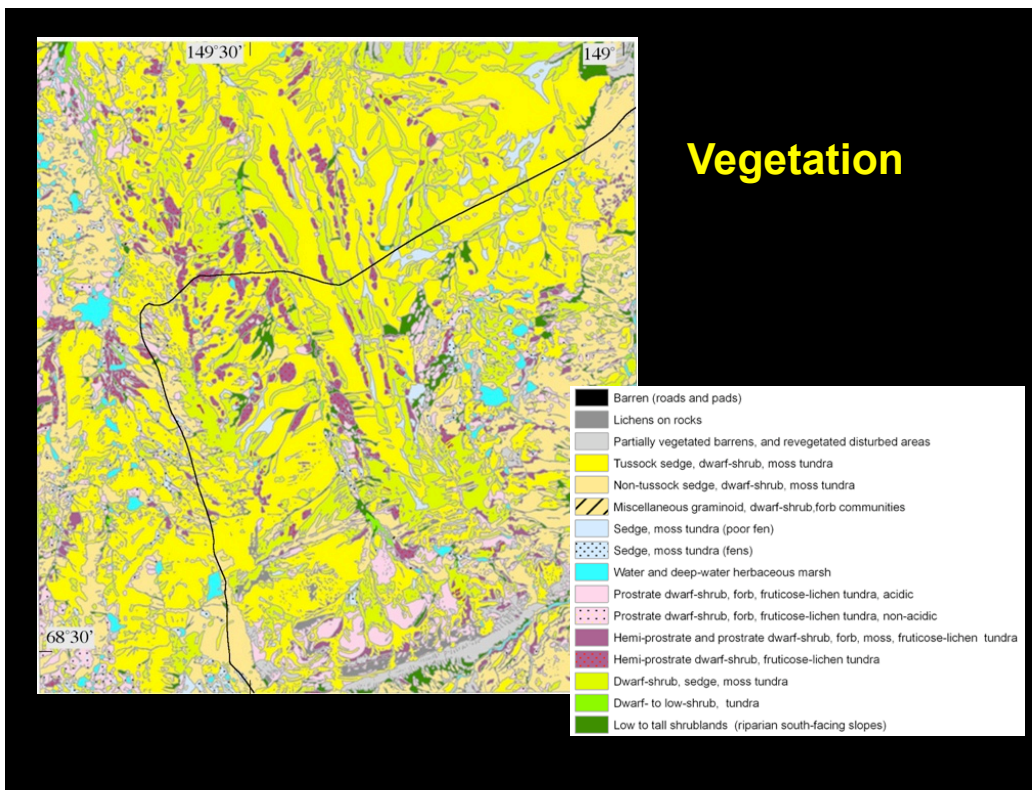 149°30'
149°
Vegetation
68 30'
Barren (roads and pads)
Lichens on rocks
Partially vegetated barrens, and revegetated disturbed areas
Tussock sedge, dwarf-shrub, moss tundra
Non-tussock sedge, dwarf-shrub, moss tundra
Miscellaneous graminoid, dwarf-shrub,forb communities
Sedge, moss tundra (poor fen)
Sedge, moss tundra (fens)
Water and deep-water herbaceous marsh
Prostrate dwarf-shrub, forb, fruticose-lichen tundra, acidic
Prostrate dwarf-shrub, forb, fruticose-lichen tundra, non-acidic
Hemi-prostrate and prostrate dwarf-shrub, forb, moss, fruticose-lichen tundra
Hemi-prostrate dwarf-shrub, fruticose-lichen tundra
Dwarf-shrub, sedge, moss tundra
Dwarf- to low-shrub, tundra
Low to tall shrublands (riparian south-facing slopes)